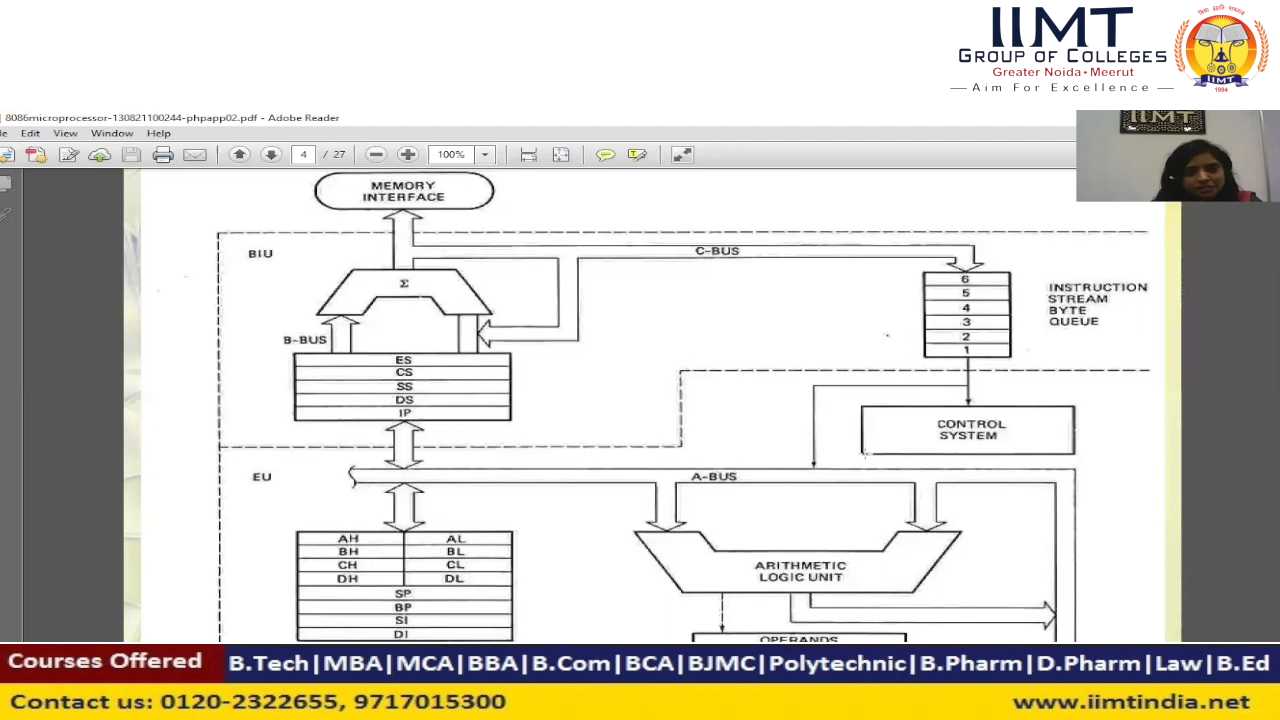 IIMT
GROUP OF COLLEGES
Greater Noida • Meerut
— Aim For Excellence —
IIMT
1994
IIMT
8086microprocessor-130821100244-phpapp02.pdf - Adobe Reader
Edit View Window Help
4 / 27 100%
MEMORY
INTERFACE
BIU
C-BUS
Σ
B-BUS
6
5
4
3
2
1
INSTRUCTION
STREAM
BYTE
QUEUE
ES
CS
SS
DS
IP
CONTROL
SYSTEM
EU
A-BUS
AH AL
BH BL
CH CL
DH DL
SP
BP
SI
DI
ARITHMETIC
LOGIC UNIT
OPERANDS
Courses Offered B.Tech|MBA|MCA|BBA|B.Com|BCA|BJMC|Polytechnic|B.Pharm|D.Pharm|Law|B.Ed
Contact us: 0120-2322655, 9717015300 www.iimtindia.net